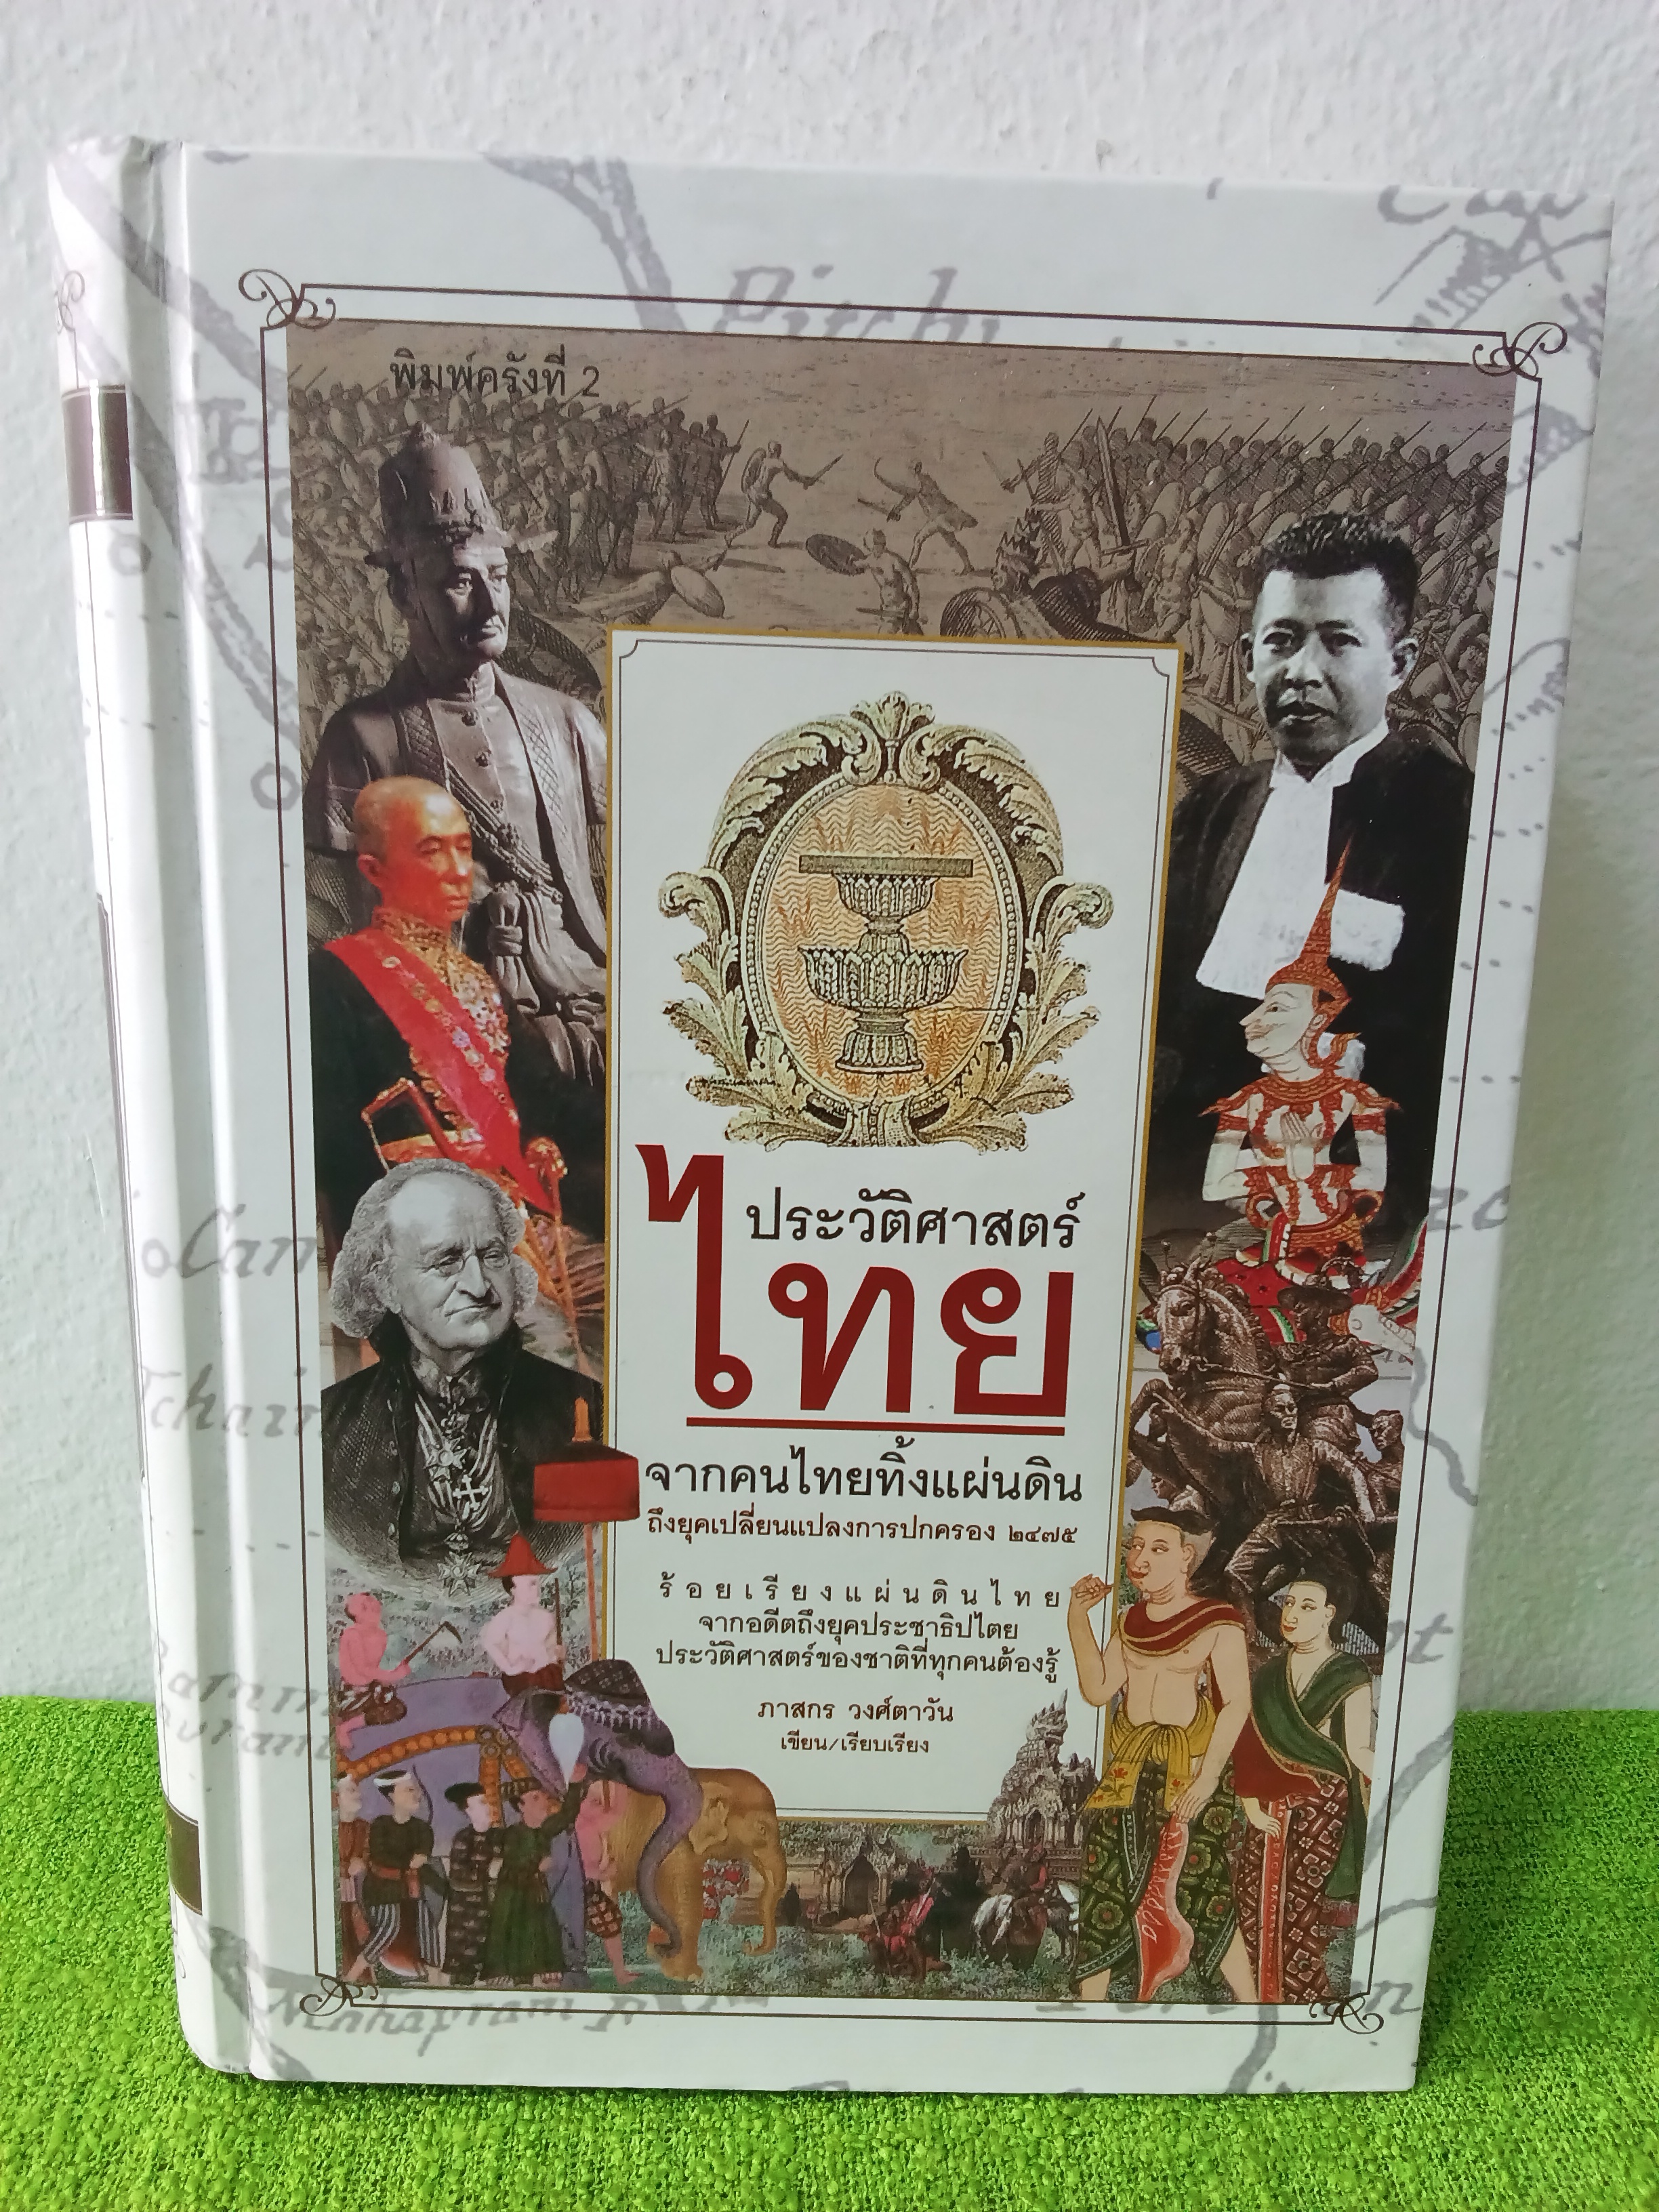 พิมพ์ครั้งที่ 2
ประวัติศาสตร์
ไทย
จากคนไทยทิ้งแผ่นดิน
ถึงยุคเปลี่ยนแปลงการปกครอง ๒๔๗๕
ร้อยเรียงแผ่นดินไทย
จากอดีตถึงยุคประชาธิปไตย
ประวัติศาสตร์ของชาติที่ทุกคนต้องรู้
ภาสกร วงศ์ตาวัน
เขียน/เรียบเรียง